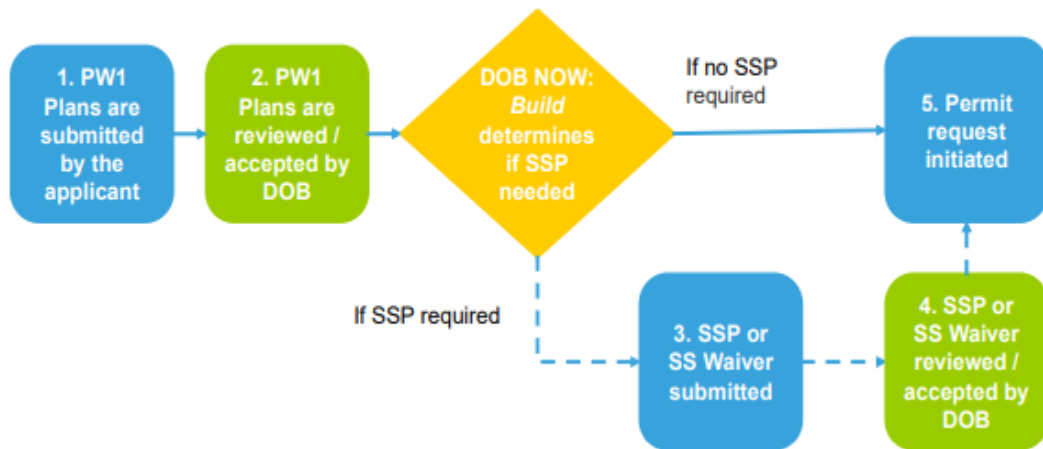 1. PW1
Plans are
submitted
by the
applicant
2. PW1
Plans are
reviewed /
accepted by
DOB
DOB NOW:
Build
determines
if SSP
needed
If no SSP
required
5. Permit
request
initiated
If SSP required
3. SSP or
SS Waiver
submitted
4. SSP or
SS Waiver
reviewed /
accepted by
DOB